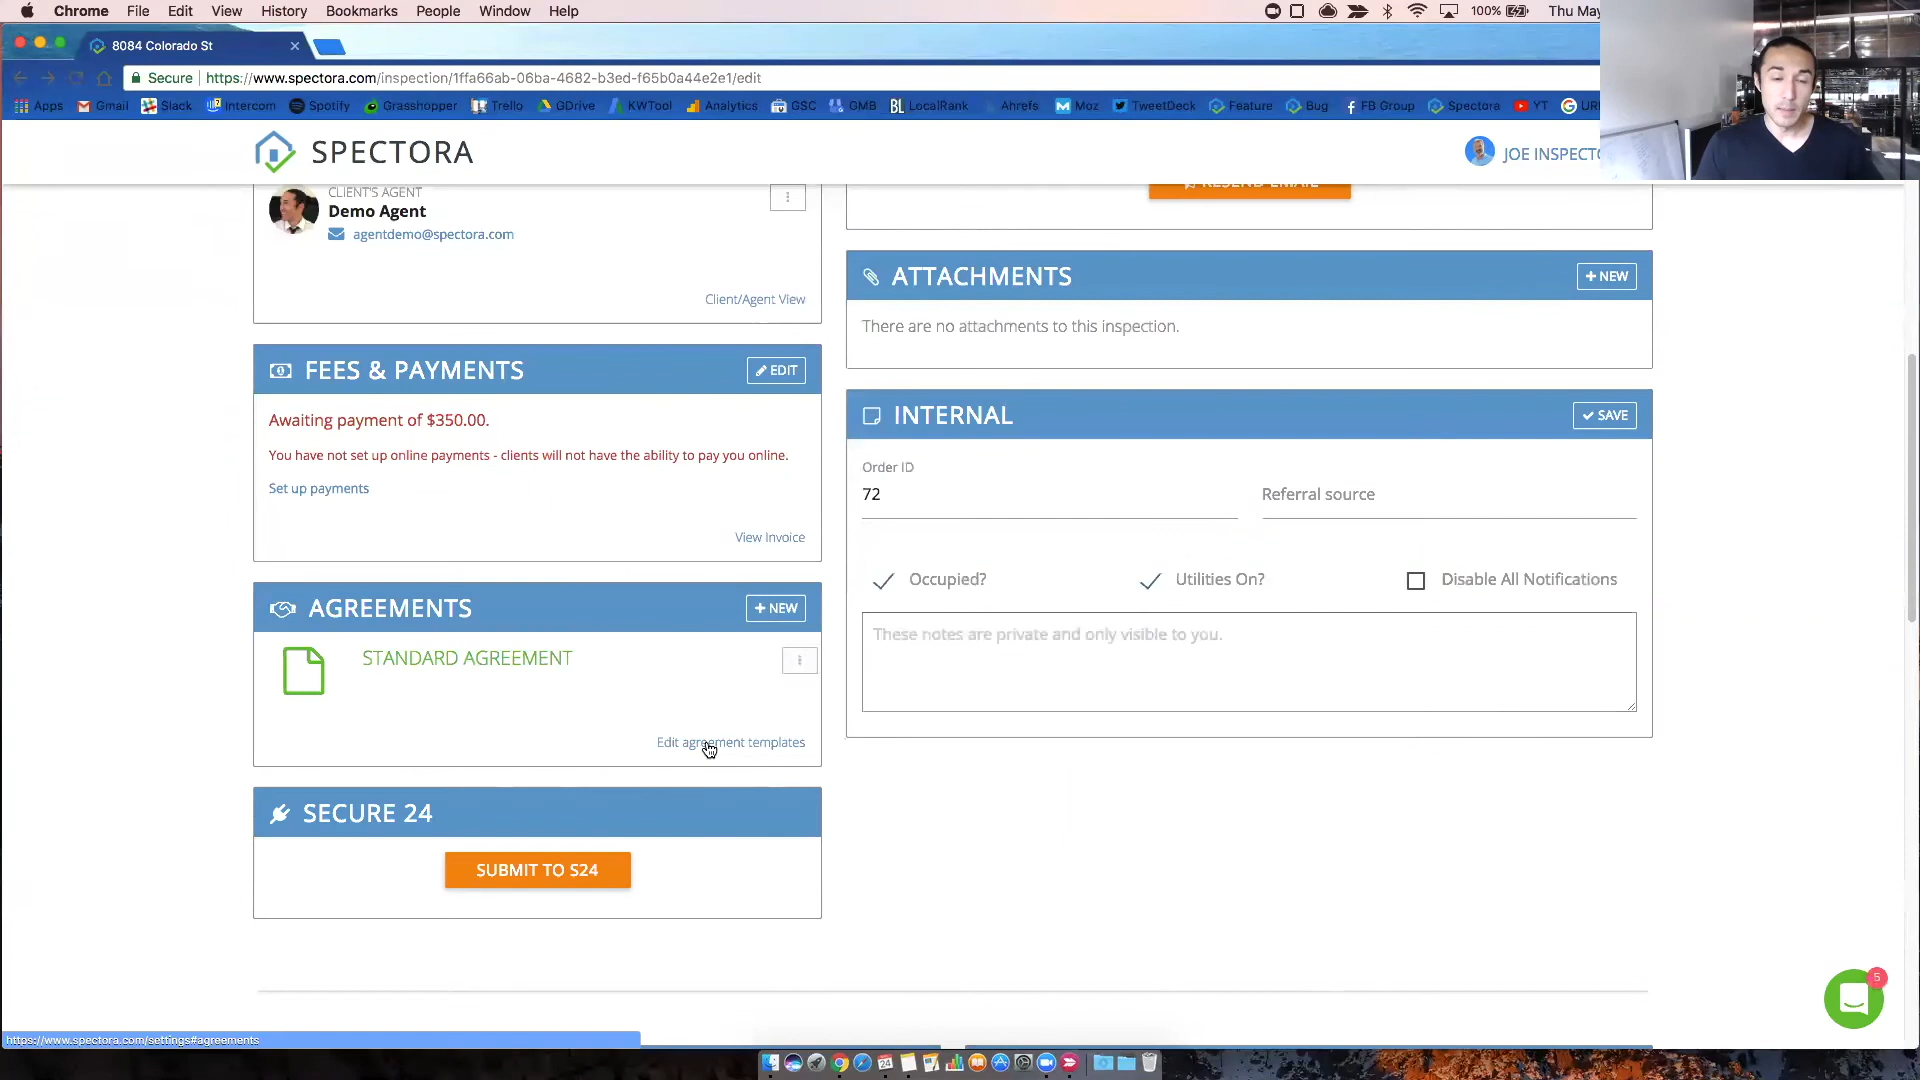 Chrome File Edit View History Bookmarks People Window Help 100% Thu May
8084 Colorado St
Secure https://www.spectora.com/inspection/1ffa66ab-06ba-4682-b3ed-f65b0a44e2e1/edit
Apps Gmail Slack Intercom Spotify Grasshopper Trello GDrive KWTool Analytics GSC GMB BL LocalRank Ahrefs Moz TweetDeck Feature Bug FB Group Spectora YT
SPECTORA
JOE INSPECTO
CLIENT'S AGENT
Demo Agent
agentdemo@spectora.com
Client/Agent View
FEES & PAYMENTS
EDIT
Awaiting payment of $350.00.
You have not set up online payments - clients will not have the ability to pay you online.
Set up payments
View Invoice
AGREEMENTS
+ NEW
STANDARD AGREEMENT
Edit agreement templates
SECURE 24
SUBMIT TO S24
RESEND EMAIL
ATTACHMENTS
+ NEW
There are no attachments to this inspection.
INTERNAL
SAVE
Order ID
72
Referral source
Occupied?
Utilities On?
Disable All Notifications
These notes are private and only visible to you.
5
https://www.spectora.com/settings#agreements